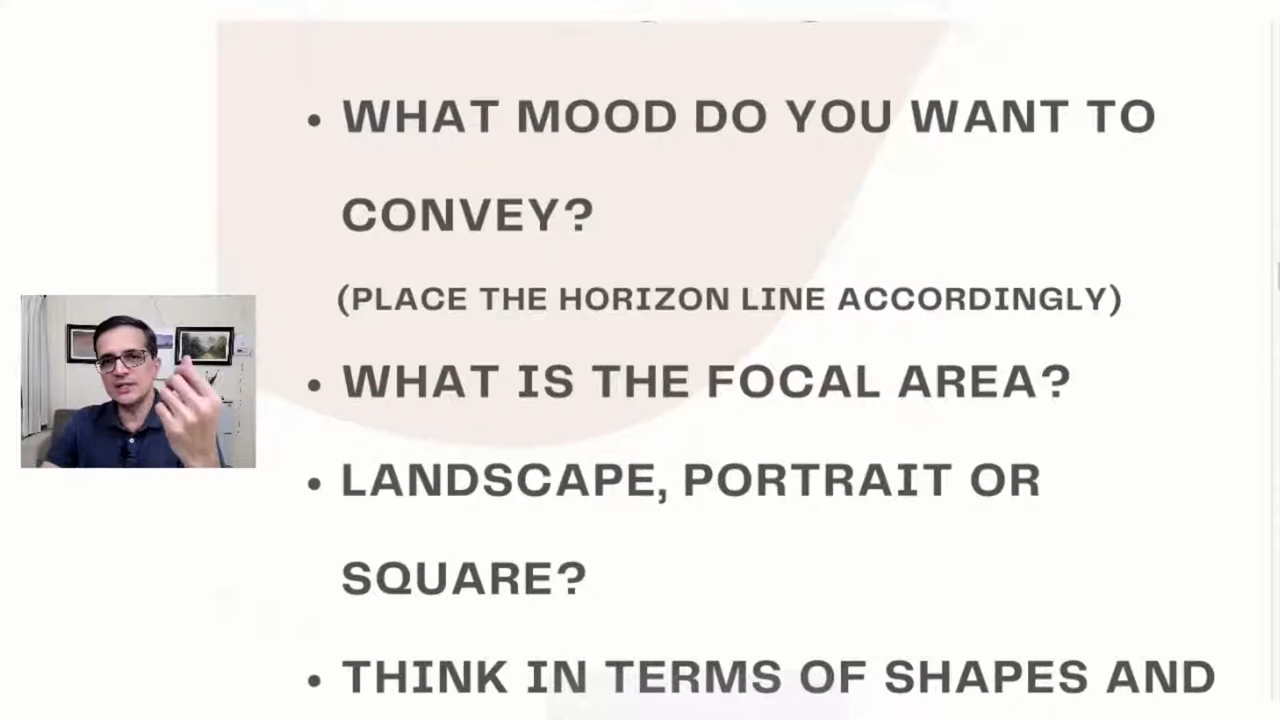 • WHAT MOOD DO YOU WANT TO
CONVEY?
(PLACE THE HORIZON LINE ACCORDINGLY)
• WHAT IS THE FOCAL AREA?
• LANDSCAPE, PORTRAIT OR
SQUARE?
• THINK IN TERMS OF SHAPES AND